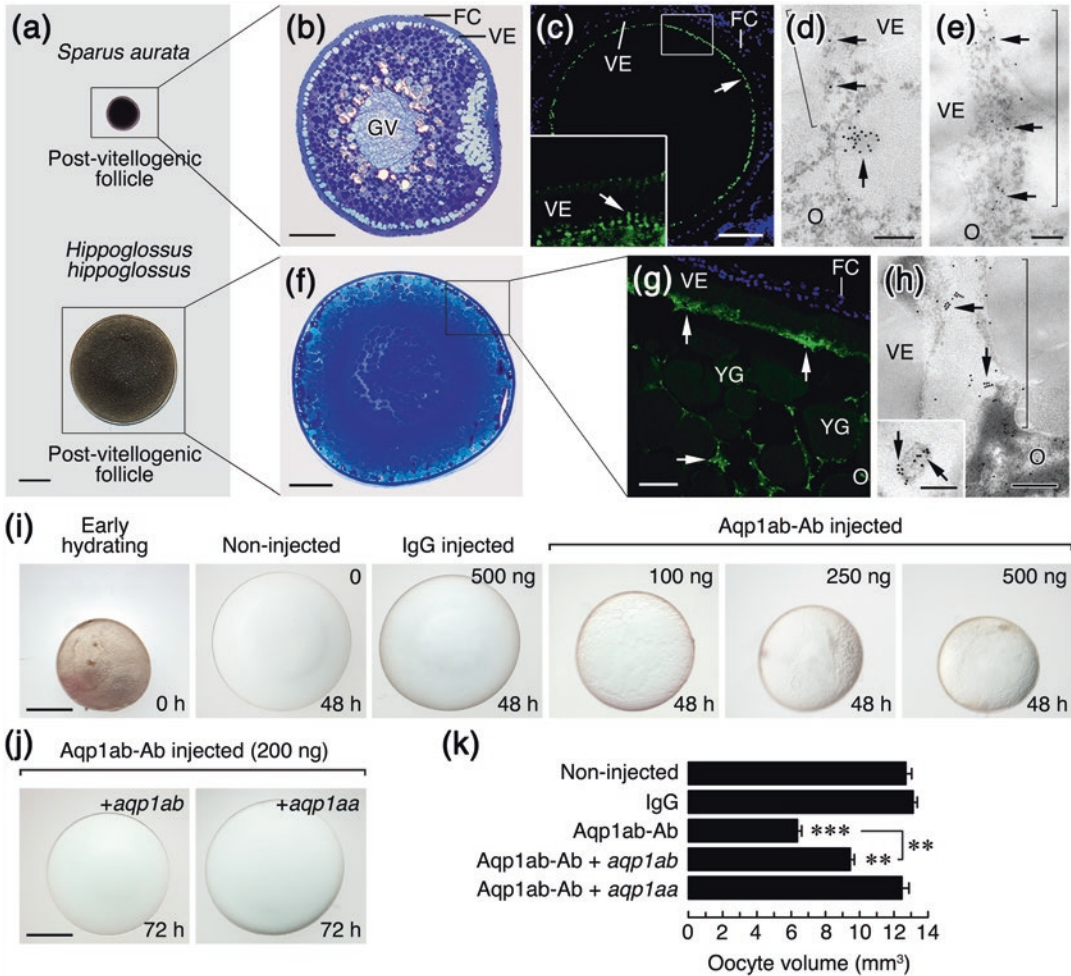 (a)
Sparus aurata
Post-vitellogenic
follicle
Hippoglossus
hippoglossus
Post-vitellogenic
follicle
(b)
FC
VE
GV
(c)
VE
FC
VE
(d)
VE
O
(e)
VE
O
(f)
(g)
VE
FC
YG
YG
O
(h)
VE
O
(i)
Early
hydrating
Non-injected
IgG injected
Aqp1ab-Ab injected
0
500 ng
100 ng
250 ng
500 ng
0 h
48 h
48 h
48 h
48 h
48 h
(j)
Aqp1ab-Ab injected (200 ng)
+aqp1ab
+aqp1aa
72 h
72 h
(k)
Non-injected
IgG
Aqp1ab-Ab
***
**
Aqp1ab-Ab + aqp1ab
**
Aqp1ab-Ab + aqp1aa
0 2 4 6 8 10 12 14
Oocyte volume (mm³)